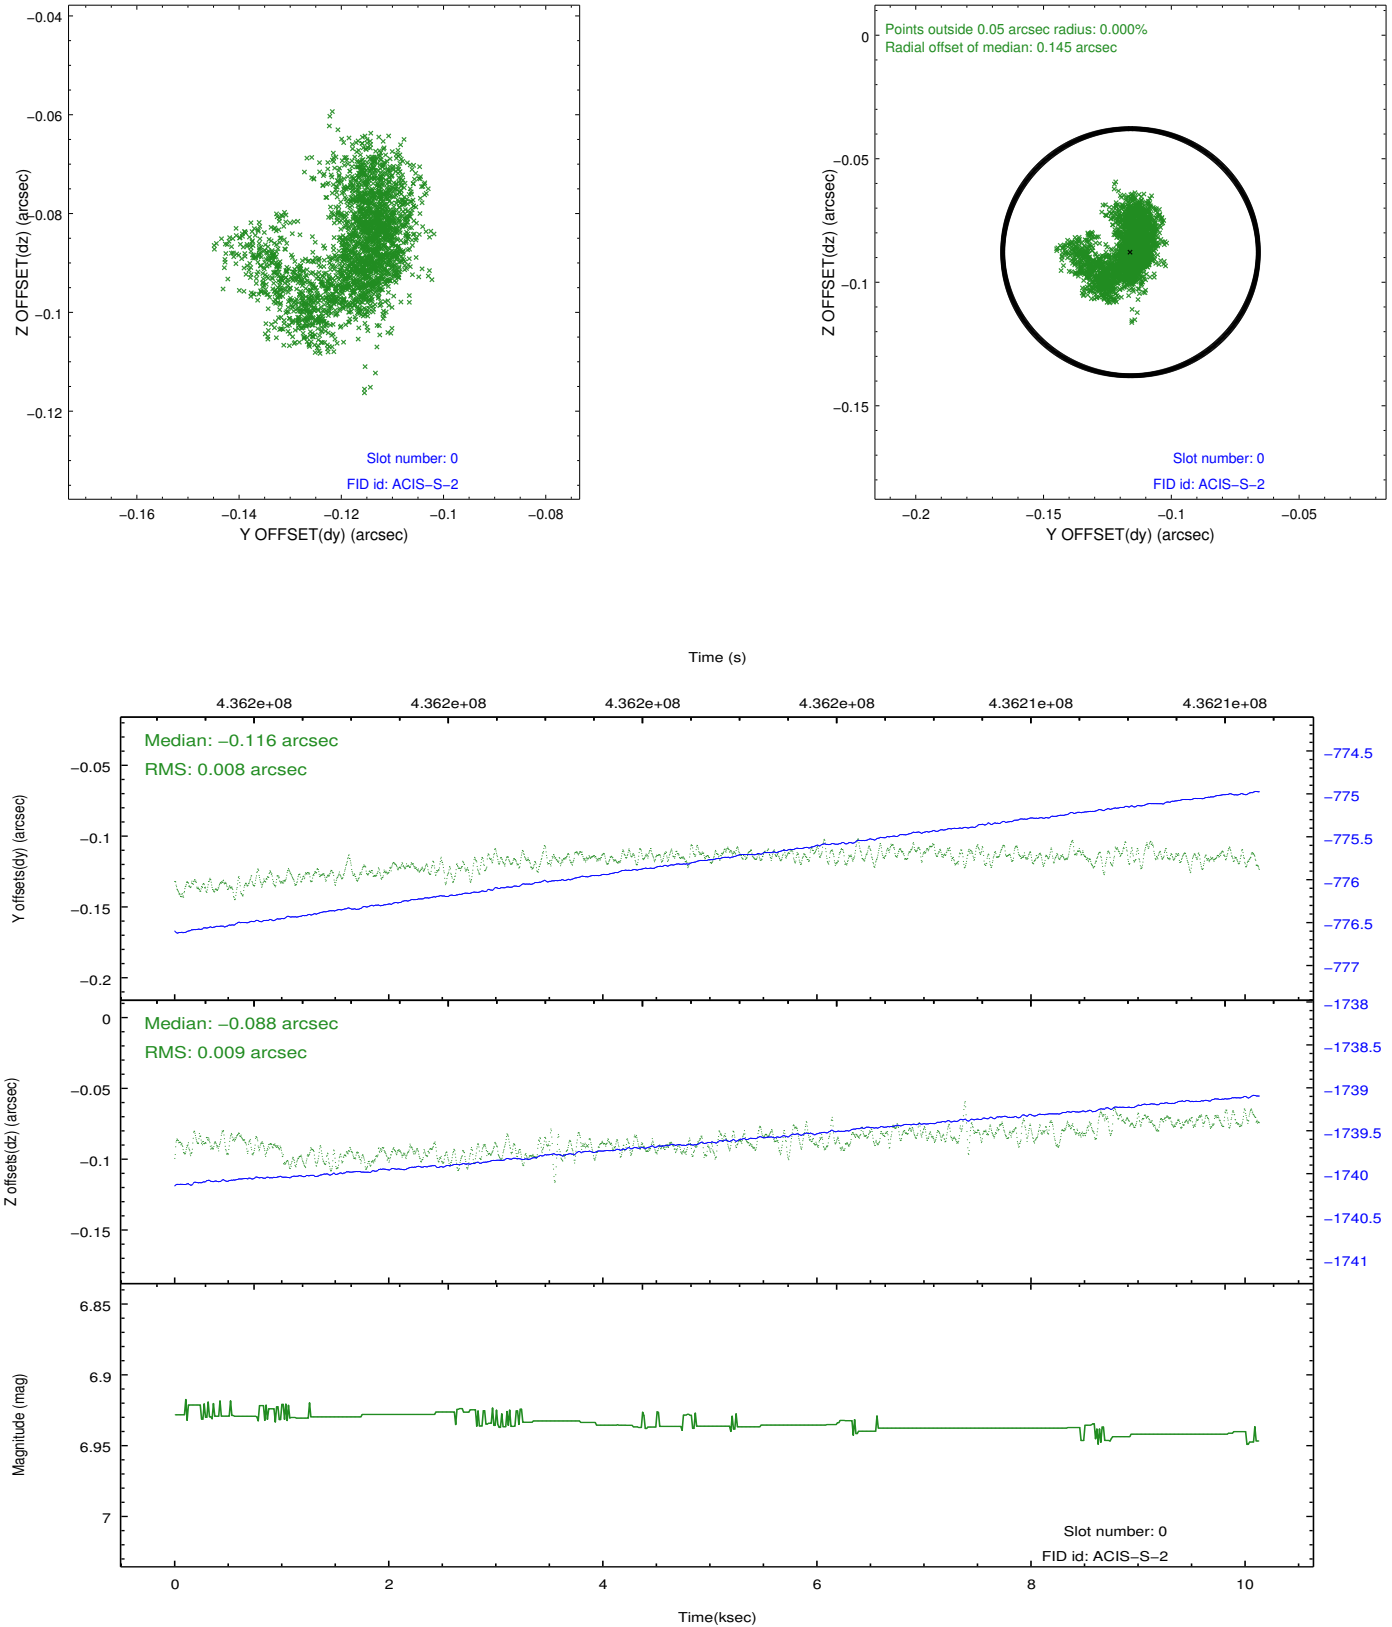 −0.04
−0.06
−0.08
−0.1
−0.12
Z OFFSET(dz) (arcsec)
Slot number: 0
FID id: ACIS−S−2
−0.16 −0.14 −0.12 −0.1 −0.08
Y OFFSET(dy) (arcsec)
Points outside 0.05 arcsec radius: 0.000%
Radial offset of median: 0.145 arcsec
0
−0.05
−0.1
−0.15
Z OFFSET(dz) (arcsec)
Slot number: 0
FID id: ACIS−S−2
−0.2 −0.15 −0.1 −0.05
Y OFFSET(dy) (arcsec)
Time (s)
4.362e+08 4.362e+08 4.362e+08 4.362e+08 4.3621e+08 4.3621e+08
Median: −0.116 arcsec
RMS: 0.008 arcsec
−0.05
−0.1
−0.15
−0.2
Y offsets(dy) (arcsec)
−774.5
−775
−775.5
−776
−776.5
−777
Median: −0.088 arcsec
RMS: 0.009 arcsec
0
−0.05
−0.1
−0.15
Z offsets(dz) (arcsec)
−1738
−1738.5
−1739
−1739.5
−1740
−1740.5
−1741
6.85
6.9
6.95
7
Magnitude (mag)
Slot number: 0
FID id: ACIS−S−2
0 2 4 6 8 10
Time(ksec)